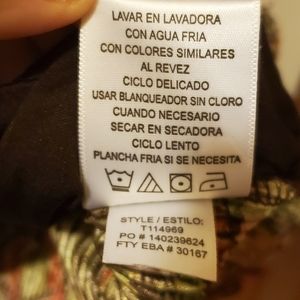 LAVAR EN LAVADORA
CON AGUA FRIA
CON COLORES SIMILARES
AL REVEZ
CICLO DELICADO
USAR BLANQUEADOR SIN CLORO
CUANDO NECESARIO
SECAR EN SECADORA
CICLO LENTO
PLANCHA FRIA SI SE NECESITA
STYLE / ESTILO:
T114969
PO # 140239624
FTY EBA # 30167